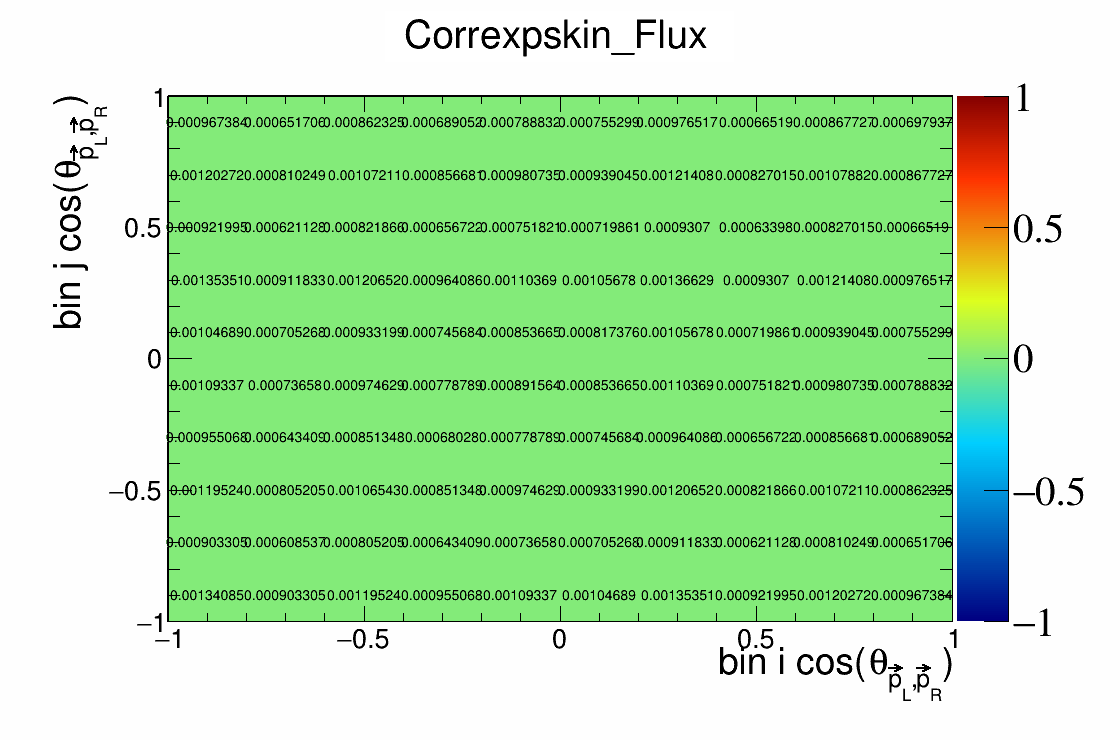 Correxpskin_Flux
bin j cos(θ p⃗_L,p⃗_R)
1
0.5
0
−0.5
−1
0.000967384 0.000651706 0.000862325 0.000689052 0.000788832 0.000755299 0.000976517 0.00066519 0.000867727 0.000697937
0.00120272 0.000810249 0.00107211 0.000856681 0.000980735 0.000939045 0.00121408 0.000827015 0.00107882 0.000867727
0.000921995 0.000621128 0.000821866 0.000656722 0.000751821 0.000719861 0.0009307 0.000633980 0.000827015 0.00066519
0.00135351 0.000911833 0.00120652 0.000964086 0.00110369 0.00105678 0.00136629 0.0009307 0.00121408 0.000976517
0.00104689 0.000705268 0.000933199 0.000745684 0.000853665 0.000817376 0.00105678 0.000719861 0.000939045 0.000755299
0.00109337 0.00073658 0.000974629 0.000778789 0.000891564 0.000853665 0.00110369 0.000751821 0.000980735 0.000788832
0.000955068 0.000643409 0.000851348 0.00068028 0.000778789 0.000745684 0.000964086 0.000656722 0.000856681 0.000689052
0.00119524 0.000805205 0.00106543 0.000851348 0.000974629 0.000933199 0.00120652 0.000821866 0.00107211 0.000862325
0.000903305 0.000608537 0.000805205 0.000643409 0.00073658 0.000705268 0.000911833 0.000621128 0.000810249 0.000651706
0.00134085 0.000903305 0.00119524 0.000955068 0.00109337 0.00104689 0.00135351 0.000921995 0.00120272 0.000967384
−1 −0.5 0 0.5 1
bin i cos(θ p⃗_L,p⃗_R)
1
0.5
0
−0.5
−1